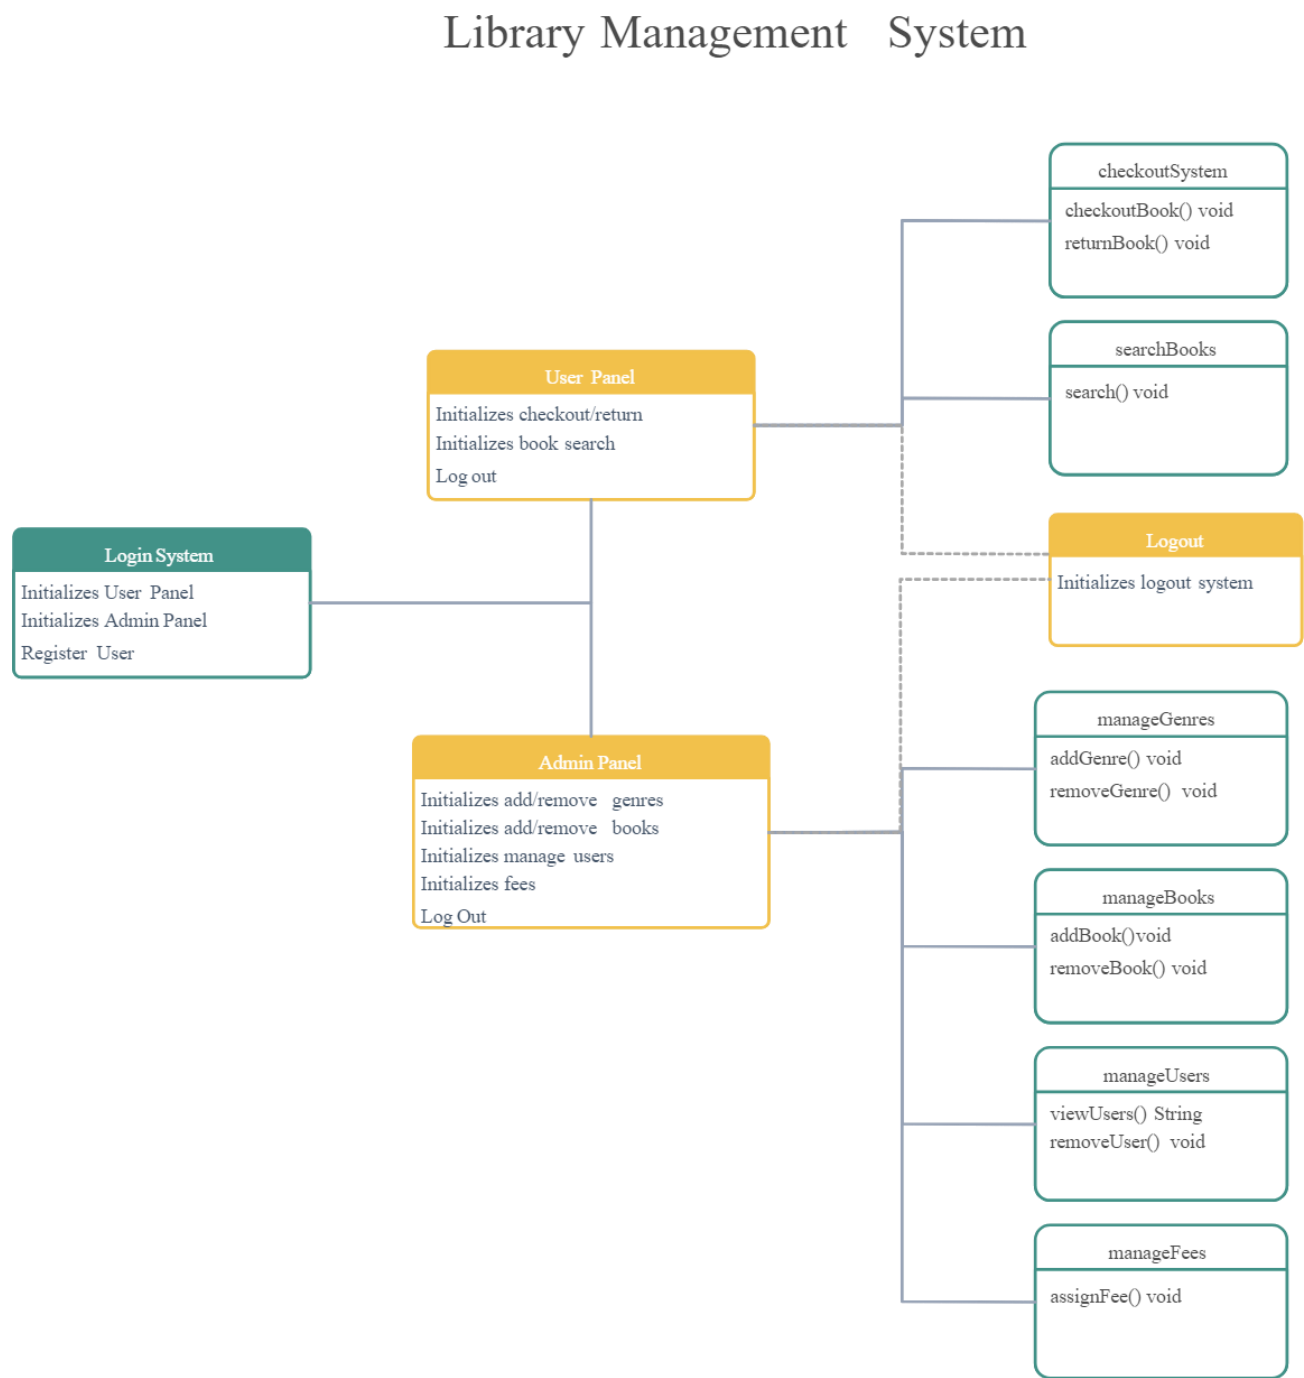 Library Management System
checkoutSystem
checkoutBook() void
returnBook() void
searchBooks
search() void
User Panel
Initializes checkout/return
Initializes book search
Log out
Login System
Initializes User Panel
Initializes Admin Panel
Register User
Logout
Initializes logout system
Admin Panel
Initializes add/remove genres
Initializes add/remove books
Initializes manage users
Initializes fees
Log Out
manageGenres
addGenre() void
removeGenre() void
manageBooks
addBook()void
removeBook() void
manageUsers
viewUsers() String
removeUser() void
manageFees
assignFee() void